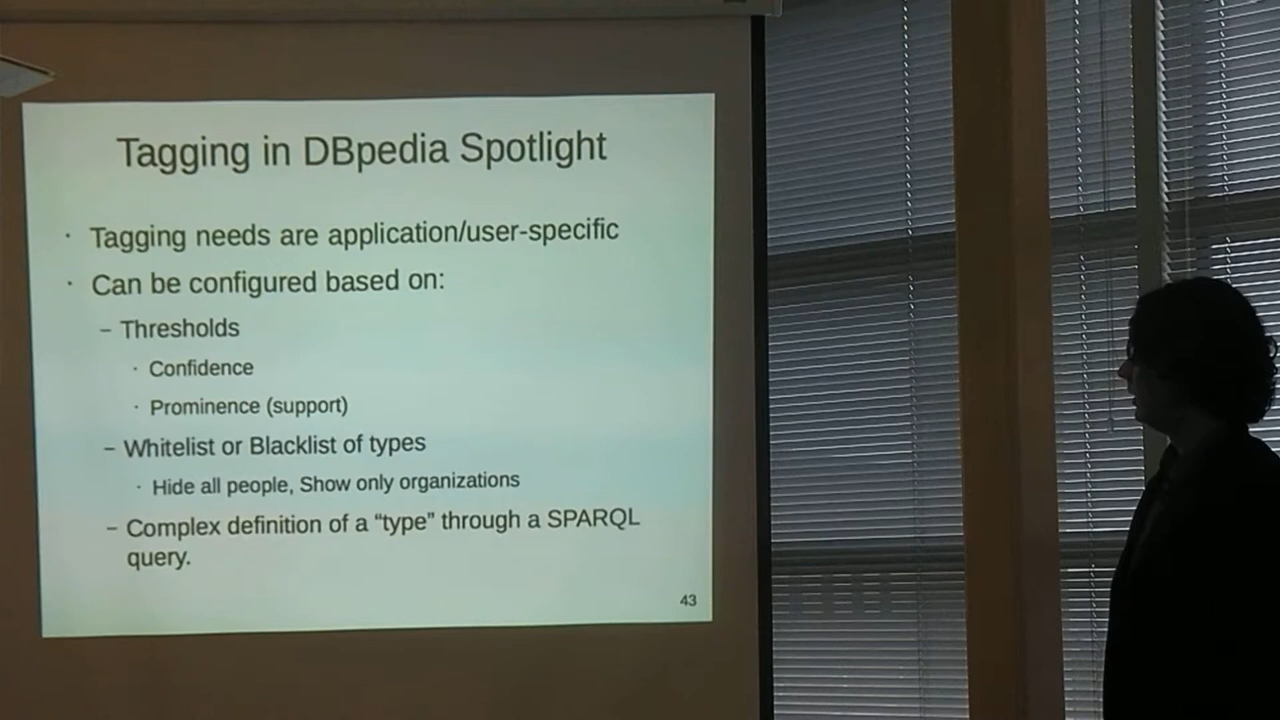 Tagging in DBpedia Spotlight
· Tagging needs are application/user-specific
· Can be configured based on:
– Thresholds
· Confidence
· Prominence (support)
– Whitelist or Blacklist of types
· Hide all people, Show only organizations
– Complex definition of a “type” through a SPARQL
query.
43